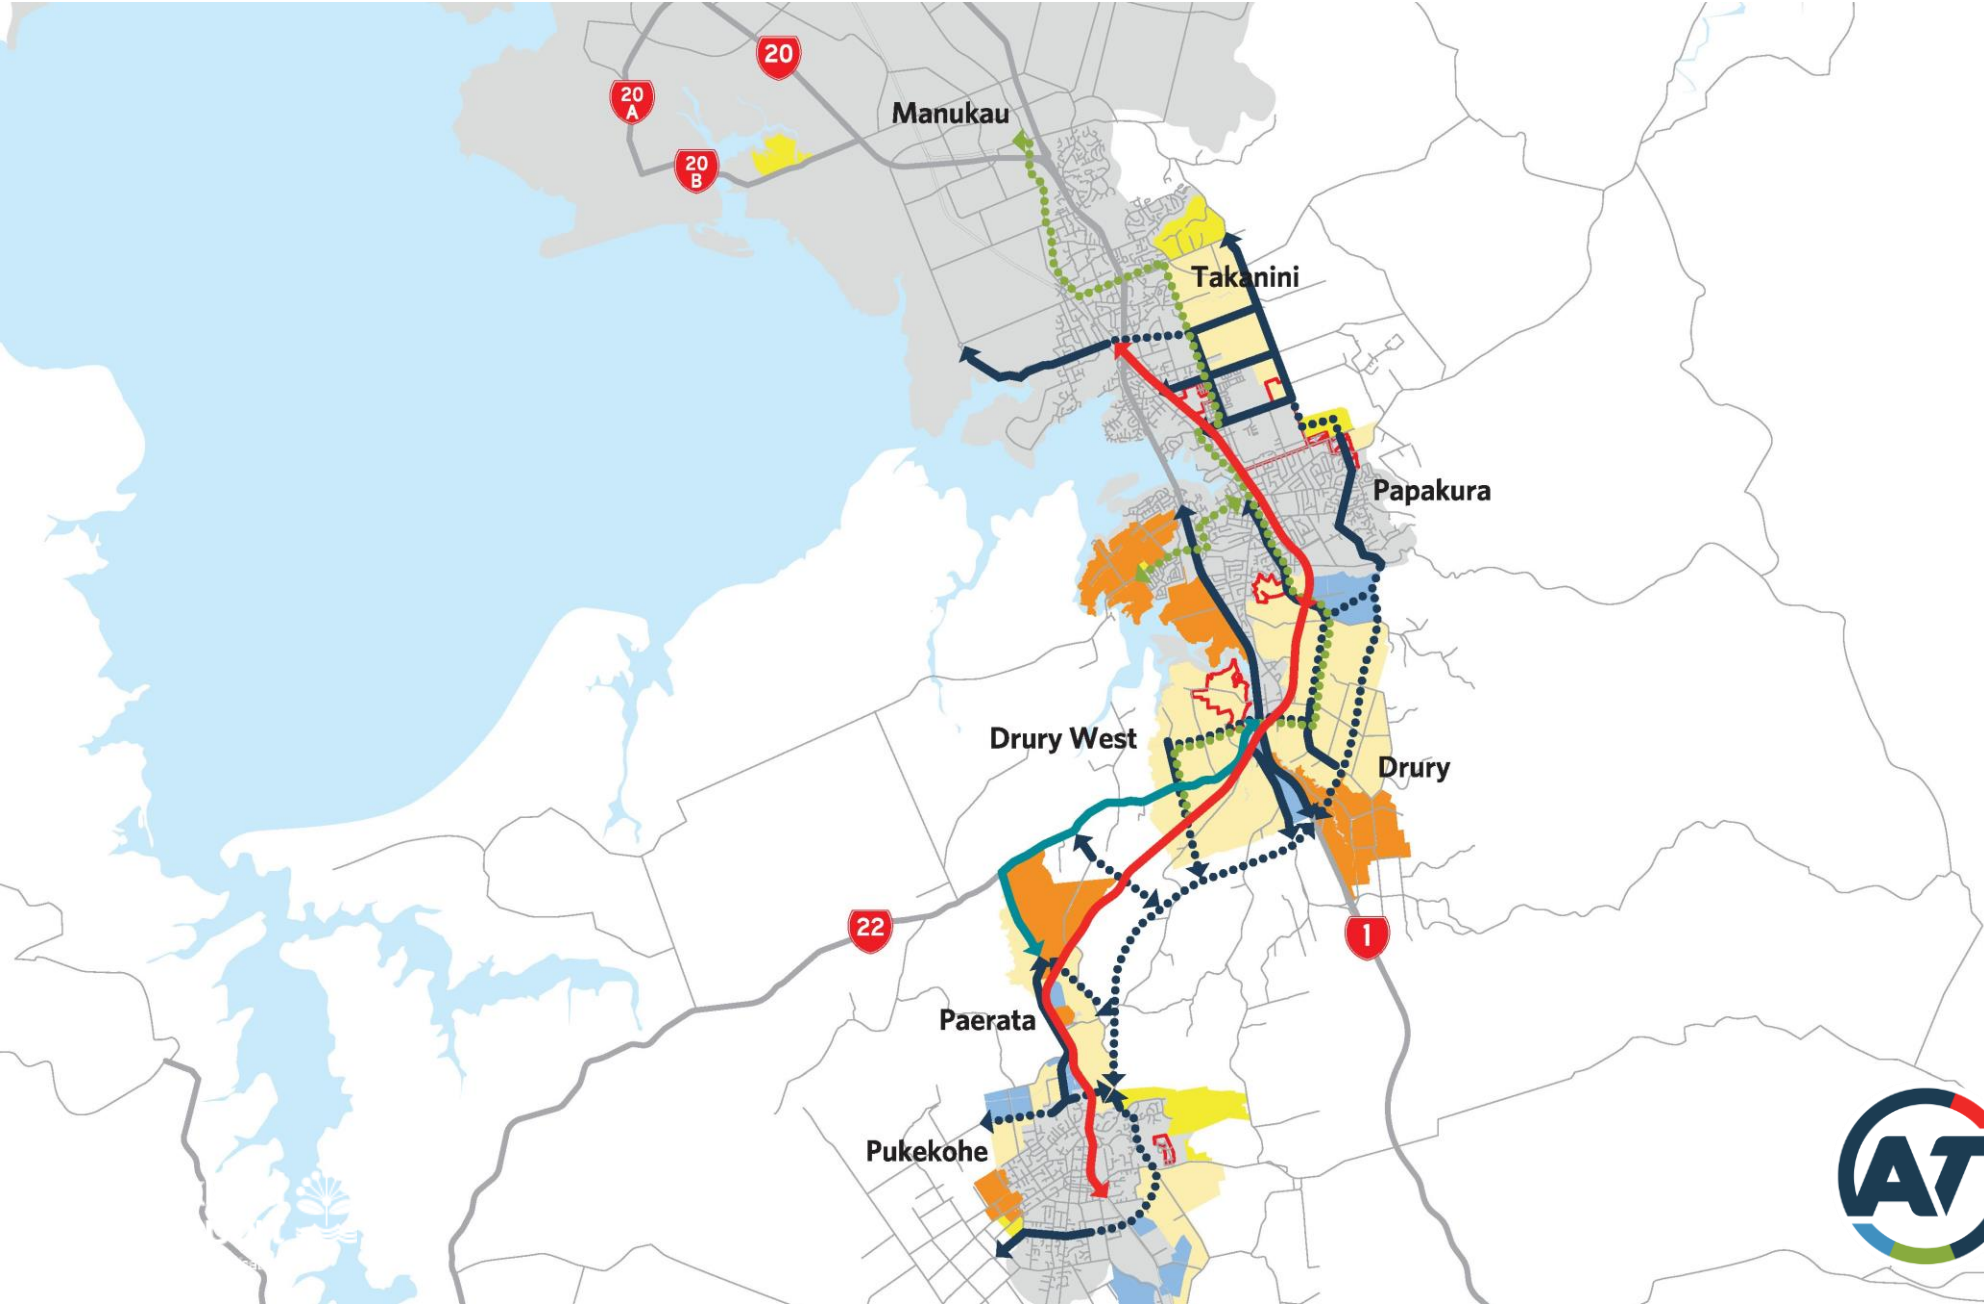 20
20
A
Manukau
20
B
Takanini
Papakura
Drury West
Drury
22
1
Paerata
Pukekohe
AT